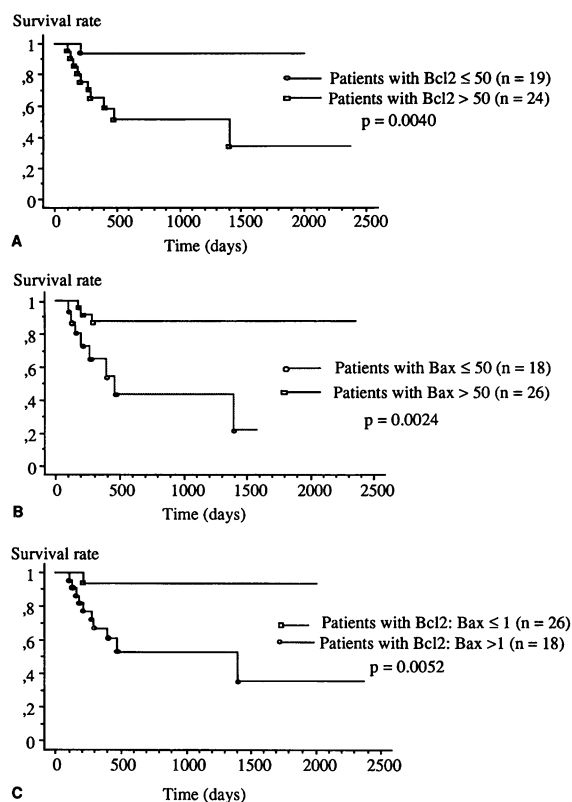 Survival rate
1
,8
,6
,4
,2
0
Patients with Bcl2 ≤ 50 (n = 19)
Patients with Bcl2 > 50 (n = 24)
p = 0.0040
0 500 1000 1500 2000 2500
Time (days)
A
Survival rate
1
,8
,6
,4
,2
0
Patients with Bax ≤ 50 (n = 18)
Patients with Bax > 50 (n = 26)
p = 0.0024
0 500 1000 1500 2000 2500
Time (days)
B
Survival rate
1
,8
,6
,4
,2
0
Patients with Bcl2: Bax ≤ 1 (n = 26)
Patients with Bcl2: Bax >1 (n = 18)
p = 0.0052
0 500 1000 1500 2000 2500
Time (days)
C